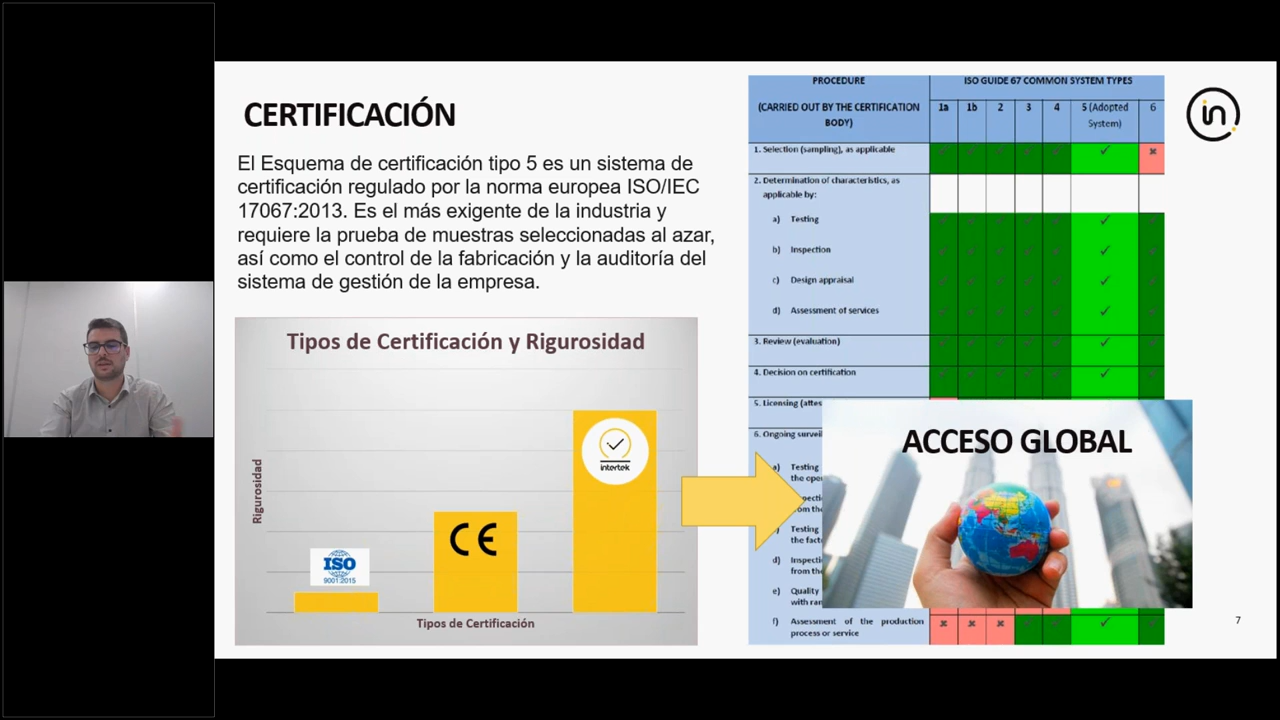 CERTIFICACIÓN
El Esquema de certificación tipo 5 es un sistema de
certificación regulado por la norma europea ISO/IEC
17067:2013. Es el más exigente de la industria y
requiere la prueba de muestras seleccionadas al azar,
así como el control de la fabricación y la auditoría del
sistema de gestión de la empresa.
Tipos de Certificación y Rigurosidad
Rigurosidad
ISO
9001:2015
CE
intertek
Tipos de Certificación
PROCEDURE
(CARRIED OUT BY THE CERTIFICATION
BODY)
ISO GUIDE 67 COMMON SYSTEM TYPES
1a 1b 2 3 4 5 (Adopted System) 6
1. Selection (sampling), as applicable
2. Determination of characteristics, as
applicable by:
a) Testing
b) Inspection
c) Design appraisal
d) Assessment of services
3. Review (evaluation)
4. Decision on certification
5. Licensing
6. Ongoing
a) Testing
the
d)
from the
e) Quality
with
f) Assessment of the production
process or service
ACCESO GLOBAL
in
7